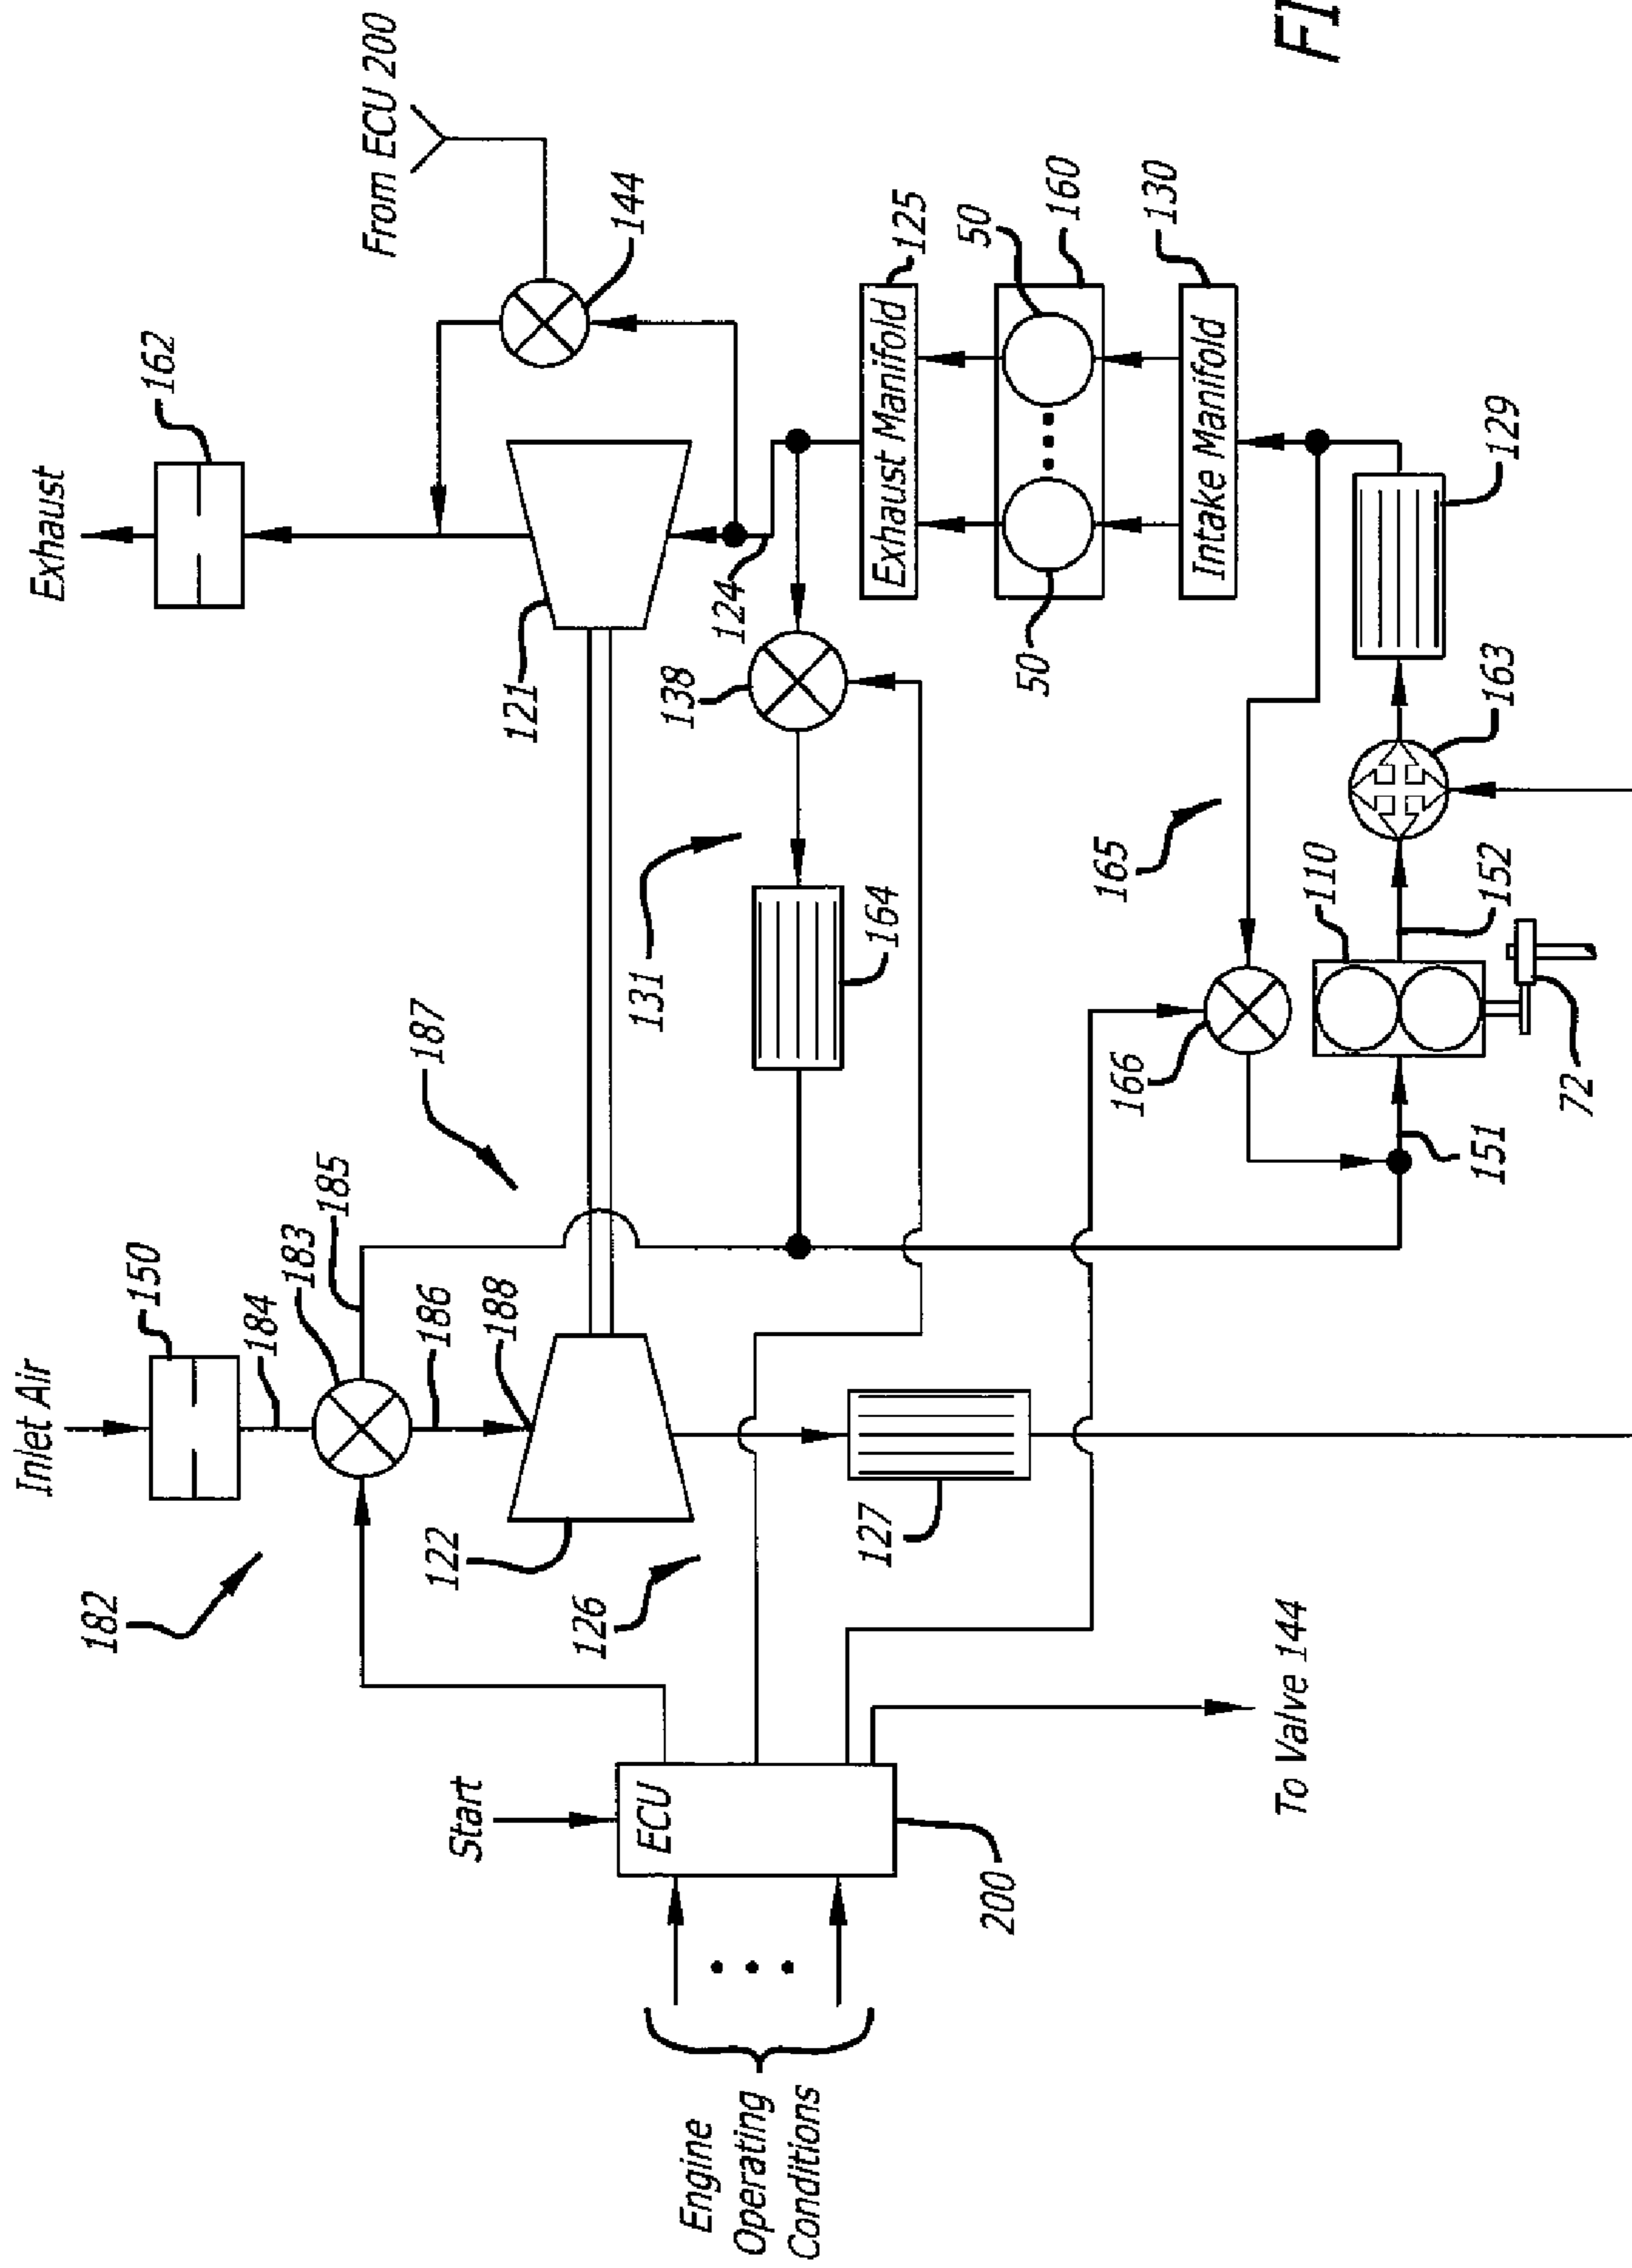 Inlet Air
Exhaust
150
162
182
184
183
185
187
From ECU 200
144
186
188
Start
122
121
ECU
126
131
138
124
164
125
Exhaust Manifold
Engine
Operating
Conditions
127
50
50
160
200
130
Intake Manifold
166
165
To Valve 144
110
163
129
151
152
72
FI